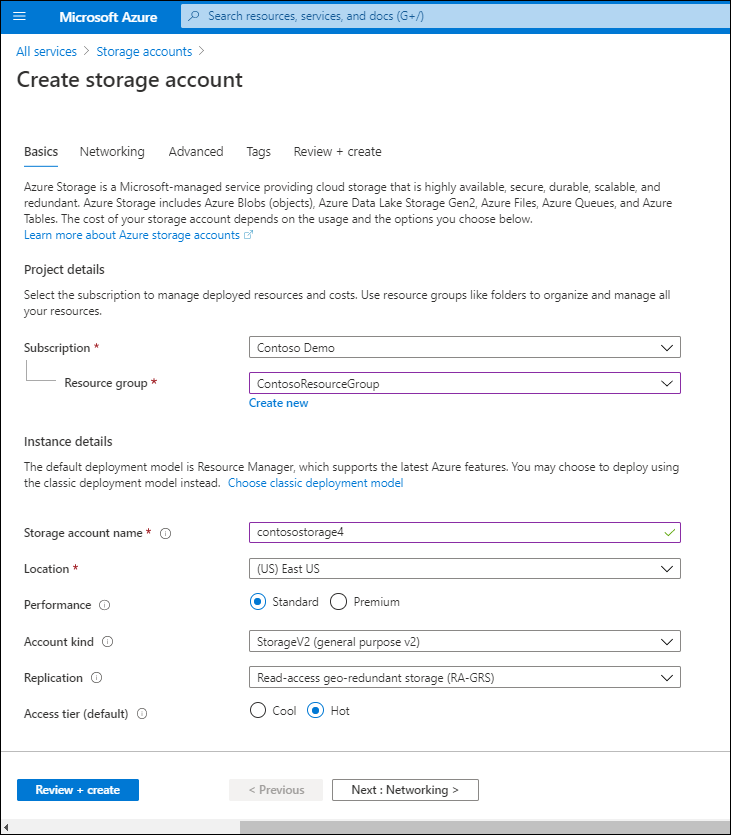 Microsoft Azure
Search resources, services, and docs (G+/)
All services > Storage accounts >
Create storage account
Basics Networking Advanced Tags Review + create
Azure Storage is a Microsoft-managed service providing cloud storage that is highly available, secure, durable, scalable, and
redundant. Azure Storage includes Azure Blobs (objects), Azure Data Lake Storage Gen2, Azure Files, Azure Queues, and Azure
Tables. The cost of your storage account depends on the usage and the options you choose below.
Learn more about Azure storage accounts
Project details
Select the subscription to manage deployed resources and costs. Use resource groups like folders to organize and manage all
your resources.
Subscription * Contoso Demo
Resource group * ContosoResourceGroup
Create new
Instance details
The default deployment model is Resource Manager, which supports the latest Azure features. You may choose to deploy using
the classic deployment model instead. Choose classic deployment model
Storage account name * contosostorage4
Location * (US) East US
Performance Standard Premium
Account kind StorageV2 (general purpose v2)
Replication Read-access geo-redundant storage (RA-GRS)
Access tier (default) Cool Hot
Review + create < Previous Next : Networking >